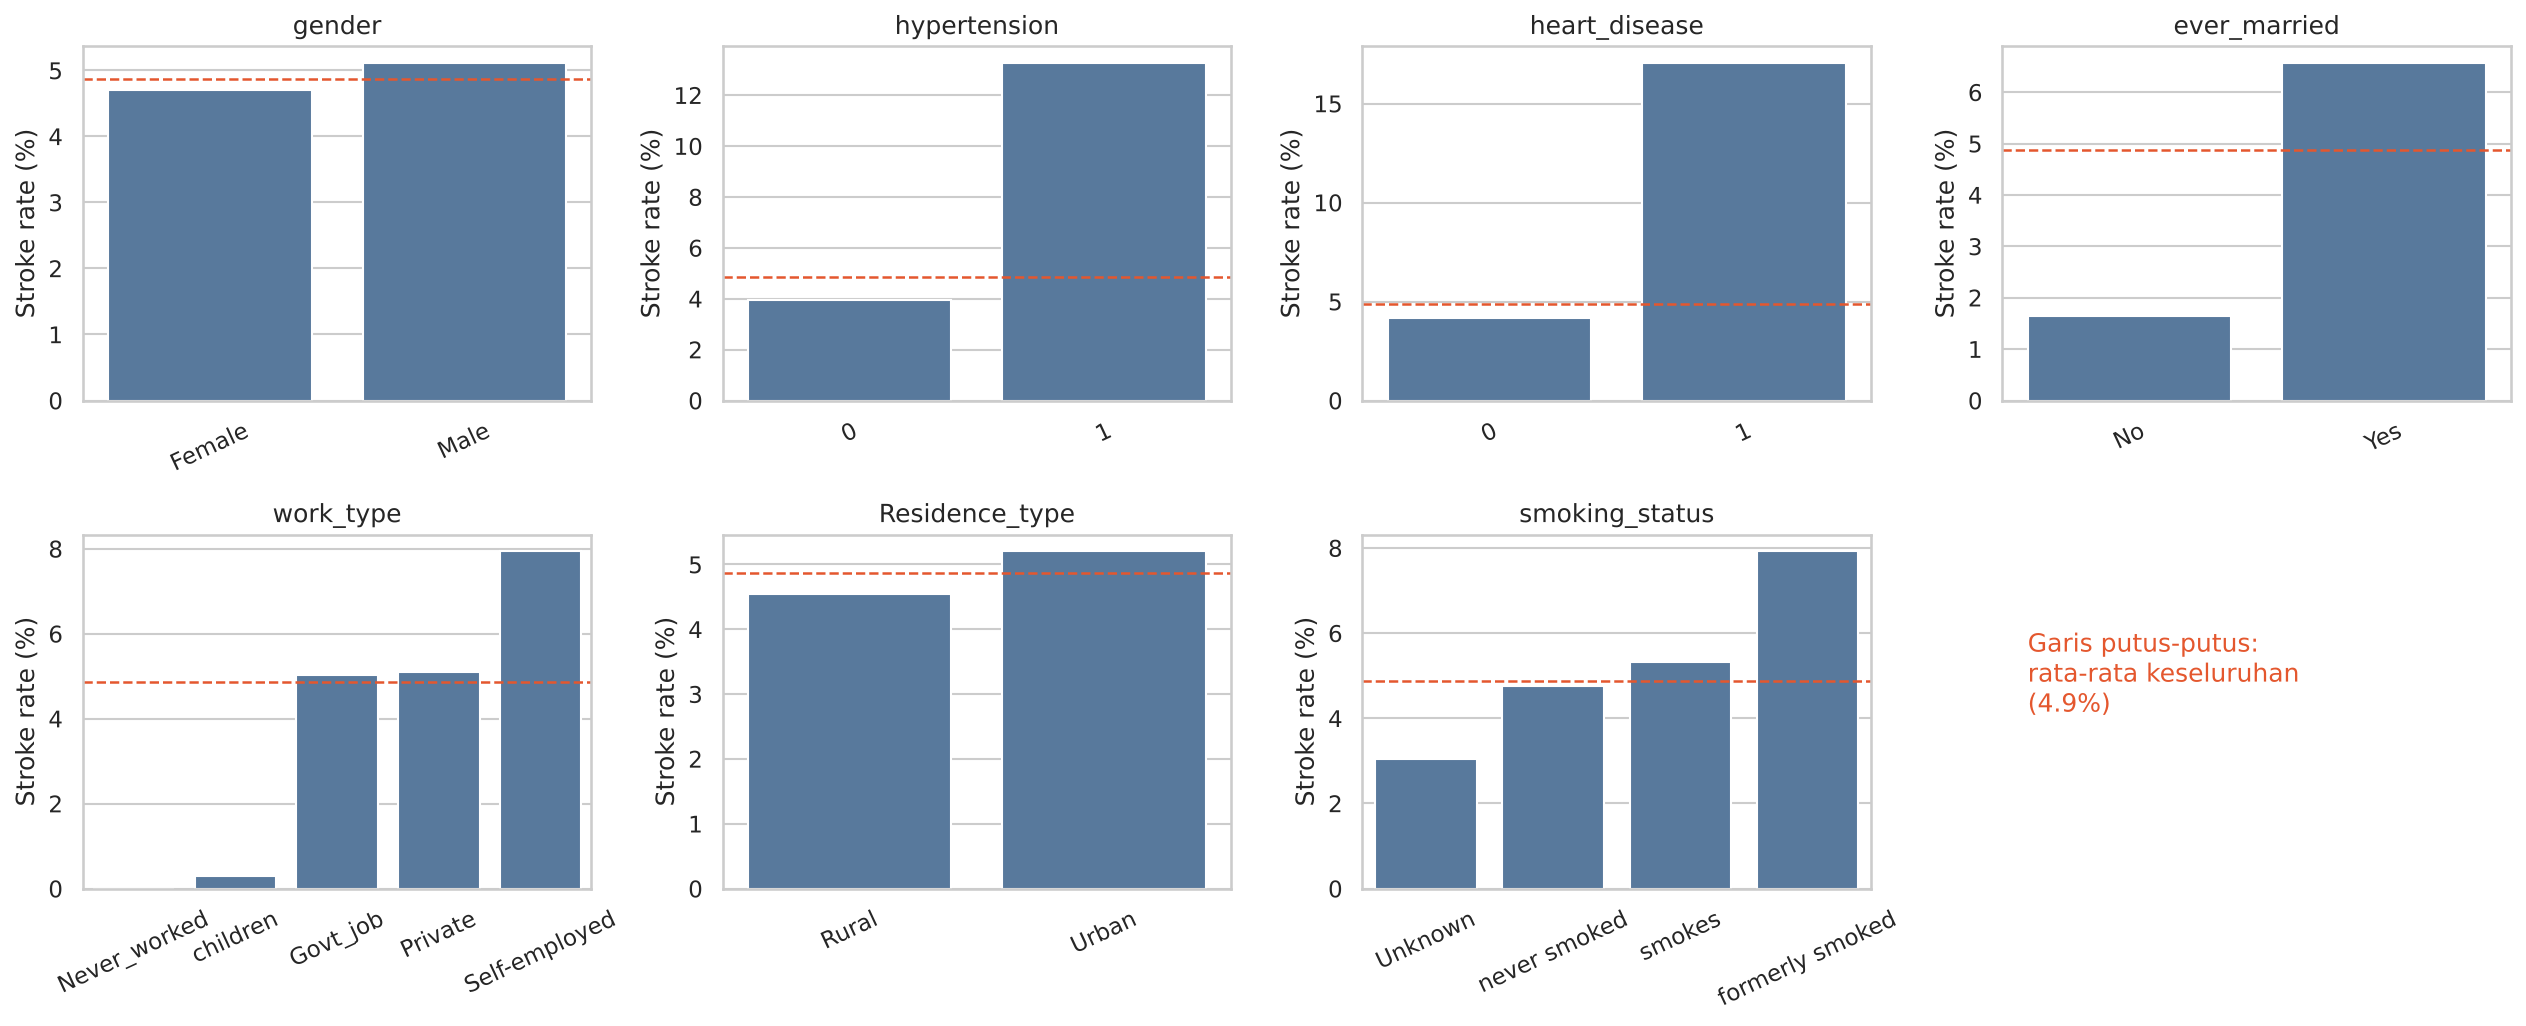 gender
Stroke rate (%)
5
4
3
2
1
0
Female
Male
hypertension
Stroke rate (%)
12
10
8
6
4
2
0
0
1
heart_disease
Stroke rate (%)
15
10
5
0
0
1
ever_married
Stroke rate (%)
6
5
4
3
2
1
0
No
Yes
work_type
Stroke rate (%)
8
6
4
2
0
Never_worked
children
Govt_job
Private
Self-employed
Residence_type
Stroke rate (%)
5
4
3
2
1
0
Rural
Urban
smoking_status
Stroke rate (%)
8
6
4
2
0
Unknown
never smoked
smokes
formerly smoked
Garis putus-putus:
rata-rata keseluruhan
(4.9%)